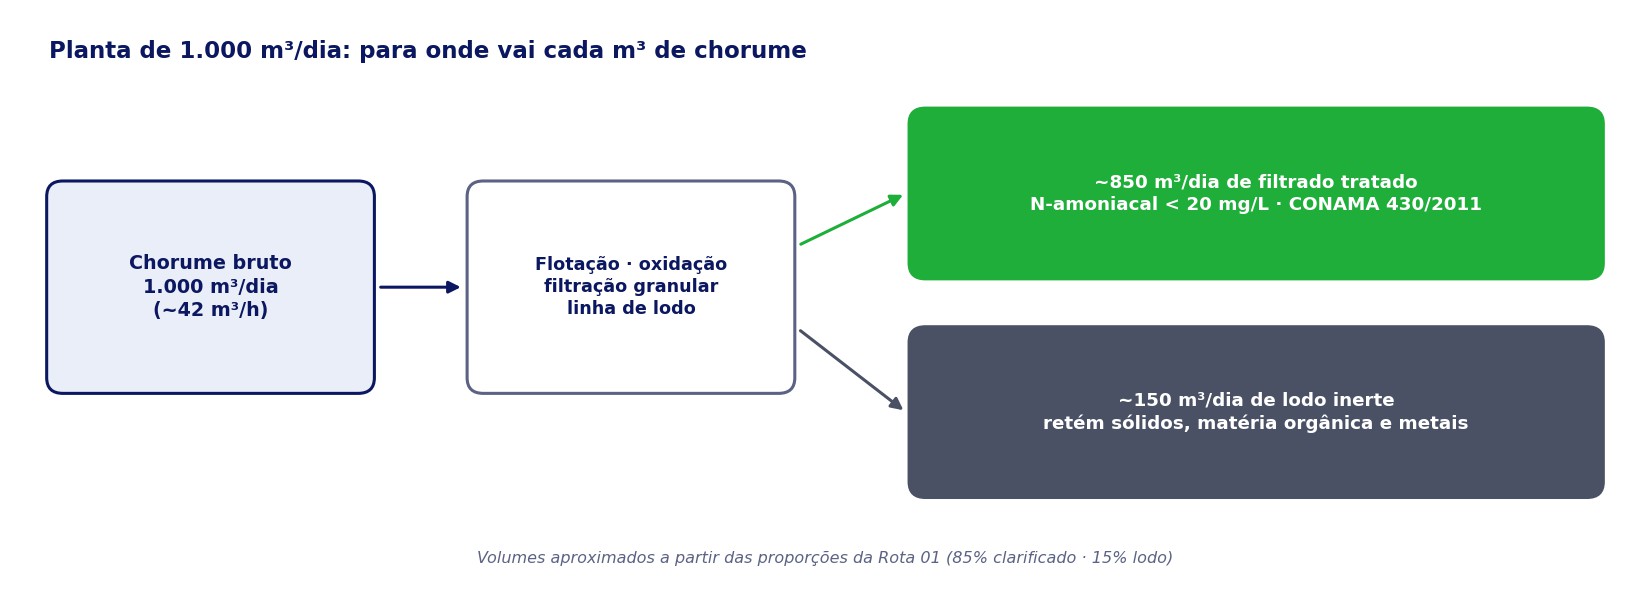 Planta de 1.000 m³/dia: para onde vai cada m³ de chorume
Chorume bruto
1.000 m³/dia
(~42 m³/h)
Flotação · oxidação
filtração granular
linha de lodo
~850 m³/dia de filtrado tratado
N-amoniacal < 20 mg/L · CONAMA 430/2011
~150 m³/dia de lodo inerte
retém sólidos, matéria orgânica e metais
Volumes aproximados a partir das proporções da Rota 01 (85% clarificado · 15% lodo)